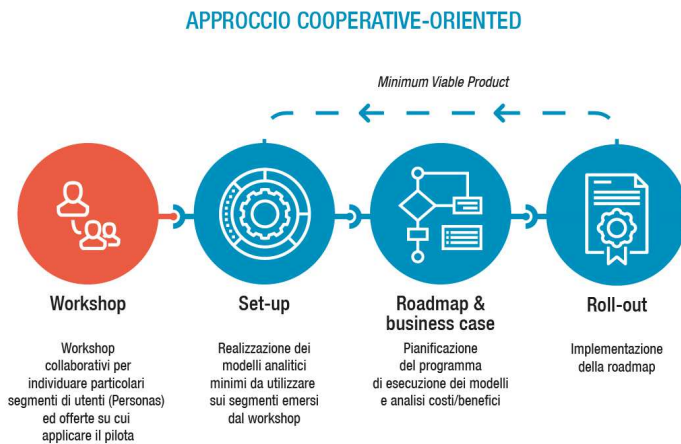 APPROCCIO COOPERATIVE-ORIENTED
Minimum Viable Product
Workshop
Workshop
collaborativi per
individuare particolari
segmenti di utenti (Personas)
ed offerte su cui
applicare il pilota
Set-up
Realizzazione dei
modelli analitici
minimi da utilizzare
sui segmenti emersi
dal workshop
Roadmap &
business case
Pianificazione
del programma
di esecuzione dei modelli
e analisi costi/benefici
Roll-out
Implementazione
della roadmap